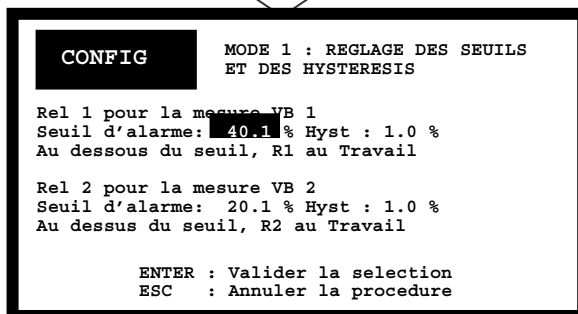 CONFIG
MODE 1 : REGLAGE DES SEUILS
ET DES HYSTERESIS
Rel 1 pour la mesure VB 1
Seuil d'alarme: 40.1 % Hyst : 1.0 %
Au dessous du seuil, R1 au Travail
Rel 2 pour la mesure VB 2
Seuil d'alarme: 20.1 % Hyst : 1.0 %
Au dessus du seuil, R2 au Travail
ENTER : Valider la selection
ESC : Annuler la procedure